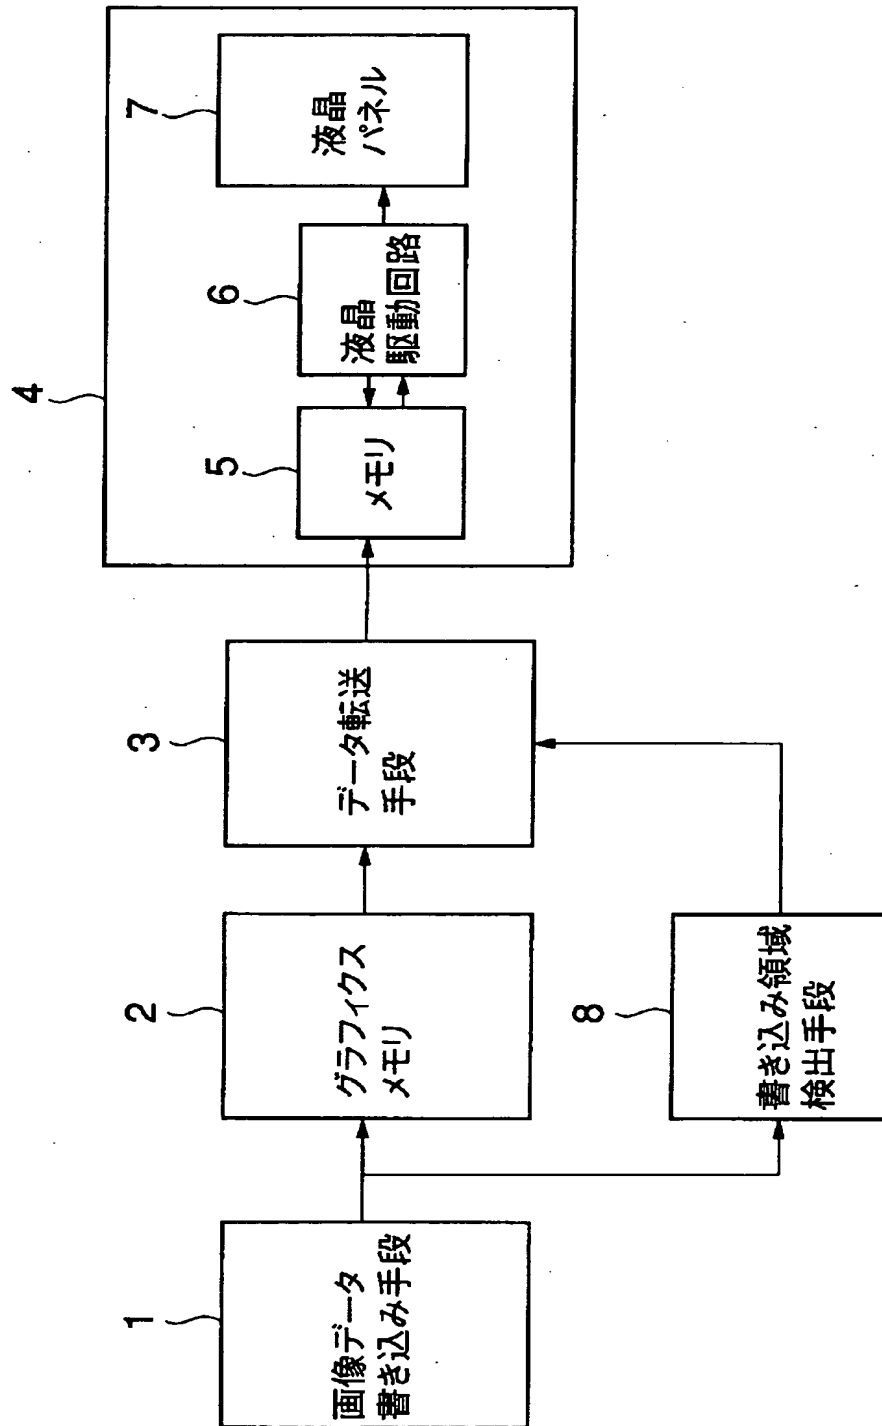 1
画像データ
書き込み手段
2
グラフィクス
メモリ
3
データ転送
手段
4
5
メモリ
6
液晶
駆動回路
7
液晶
パネル
8
書き込み領域
検出手段